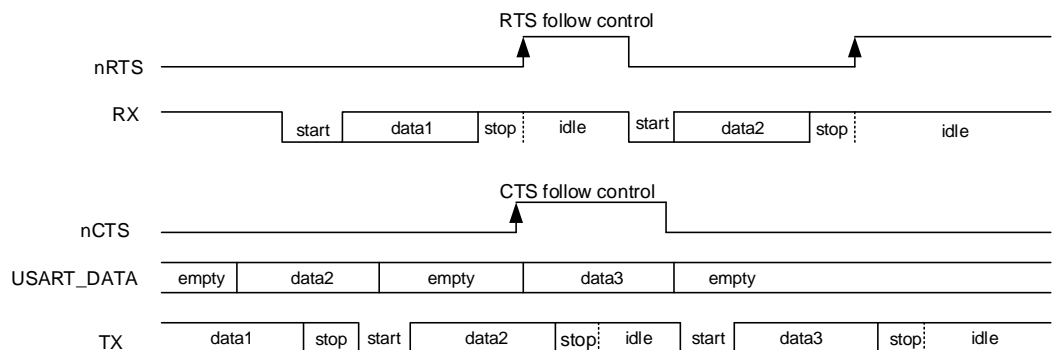 RTS follow control
nRTS
RX start data1 stop idle start data2 stop idle
CTS follow control
nCTS
USART_DATA empty data2 empty data3 empty
TX data1 stop start data2 stop idle start data3 stop idle